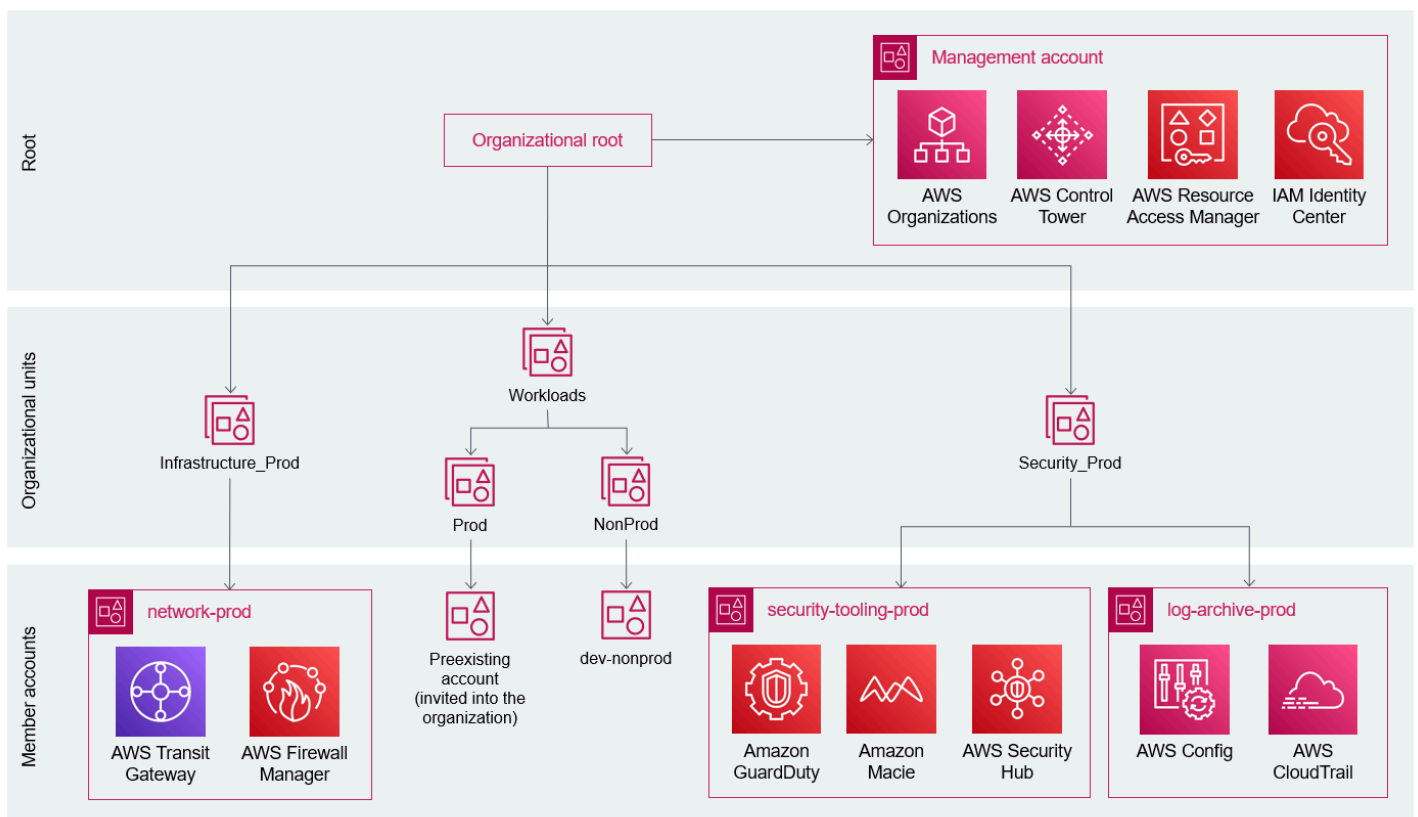 Root
Management account
Organizational root
AWS
Organizations
AWS Control
Tower
AWS Resource
Access Manager
IAM Identity
Center
Organizational units
Workloads
Infrastructure_Prod
Security_Prod
Prod
NonProd
Member accounts
network-prod
AWS Transit
Gateway
AWS Firewall
Manager
Preexisting
account
(invited into the
organization)
dev-nonprod
security-tooling-prod
Amazon
GuardDuty
Amazon
Macie
AWS Security
Hub
log-archive-prod
AWS Config
AWS
CloudTrail